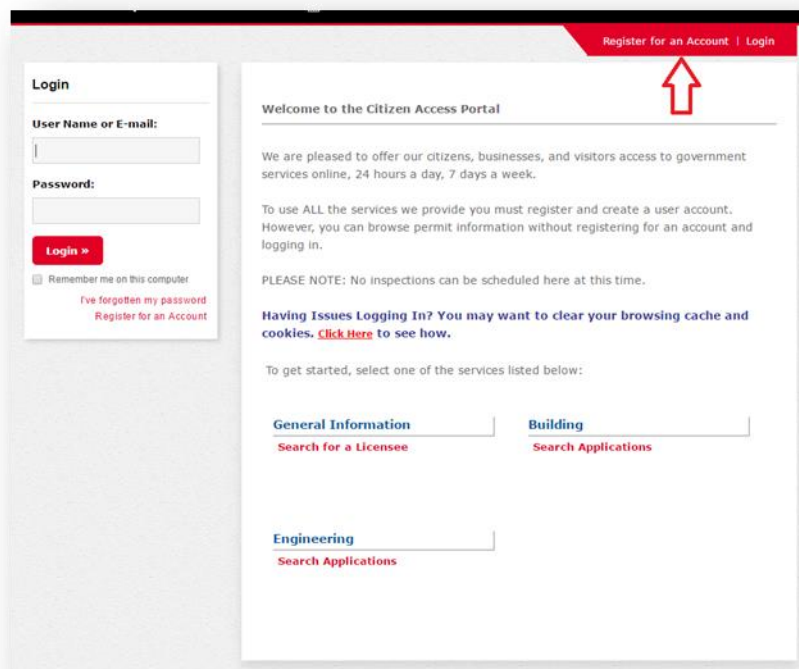 Register for an Account | Login
Login
User Name or E-mail:
Password:
Login »
Remember me on this computer
I've forgotten my password
Register for an Account
Welcome to the Citizen Access Portal
We are pleased to offer our citizens, businesses, and visitors access to government
services online, 24 hours a day, 7 days a week.
To use ALL the services we provide you must register and create a user account.
However, you can browse permit information without registering for an account and
logging in.
PLEASE NOTE: No inspections can be scheduled here at this time.
Having Issues Logging In? You may want to clear your browsing cache and
cookies. Click Here to see how.
To get started, select one of the services listed below:
General Information
Search for a Licensee
Building
Search Applications
Engineering
Search Applications